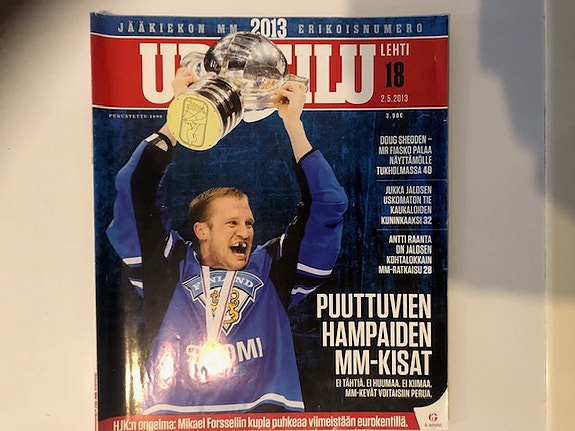 JÄÄKIEKON MM 2013 ERIKOISNUMERO
URHEILU
LEHTI
18
2.5.2013
PERUSTETTU 1898
3,90€
DOUG SHEDDEN –
MR FIASKO PALAA
NÄYTTÄMÖLLE
TUKHOLMASSA 40
JUKKA JALOSEN
USKOMATON TIE
KAUKALOIDEN
KUNINKAAKSI 32
ANTTI RAANTA
ON JALOSEN
KOHTALOKKAIN
MM-RATKAISU 28
FINLAND
SUOMI
PUUTTUVIEN
HAMPAIDEN
MM-KISAT
EI TÄHTIÄ. EI HUUMAA. EI KIIMAA.
MM-KEVÄT VOITAISIIN PERUA.
HJK:n ongelma: Mikael Forssellin kupla puhkeaa viimeistään eurokentillä.